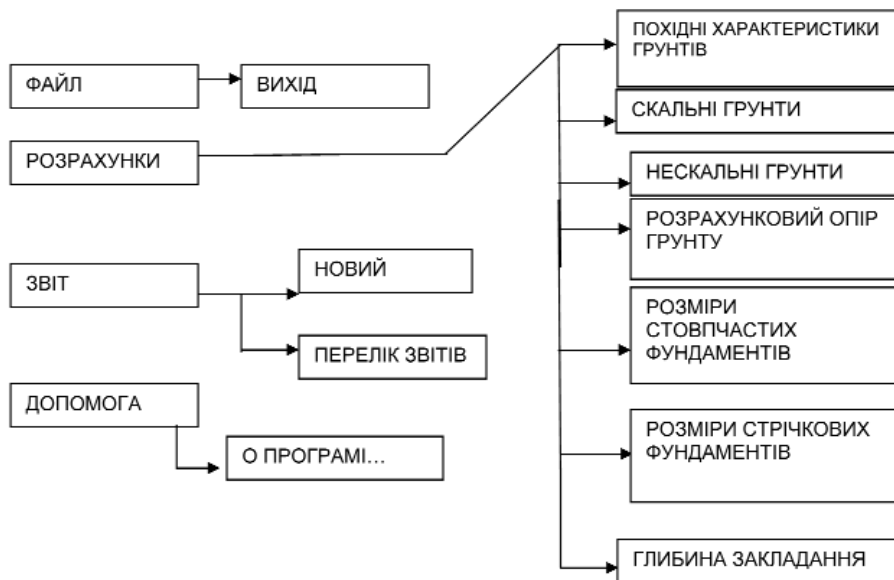 ФАЙЛ
ВИХІД
РОЗРАХУНКИ
ПОХІДНІ ХАРАКТЕРИСТИКИ
ГРУНТІВ
СКАЛЬНІ ГРУНТИ
НЕСКАЛЬНІ ГРУНТИ
РОЗРАХУНКОВИЙ ОПІР
ГРУНТУ
РОЗМІРИ
СТОВПЧАСТИХ
ФУНДАМЕНТІВ
РОЗМІРИ СТРІЧКОВИХ
ФУНДАМЕНТІВ
ГЛИБИНА ЗАКЛАДАННЯ
ЗВІТ
НОВИЙ
ПЕРЕЛІК ЗВІТІВ
ДОПОМОГА
О ПРОГРАМІ...